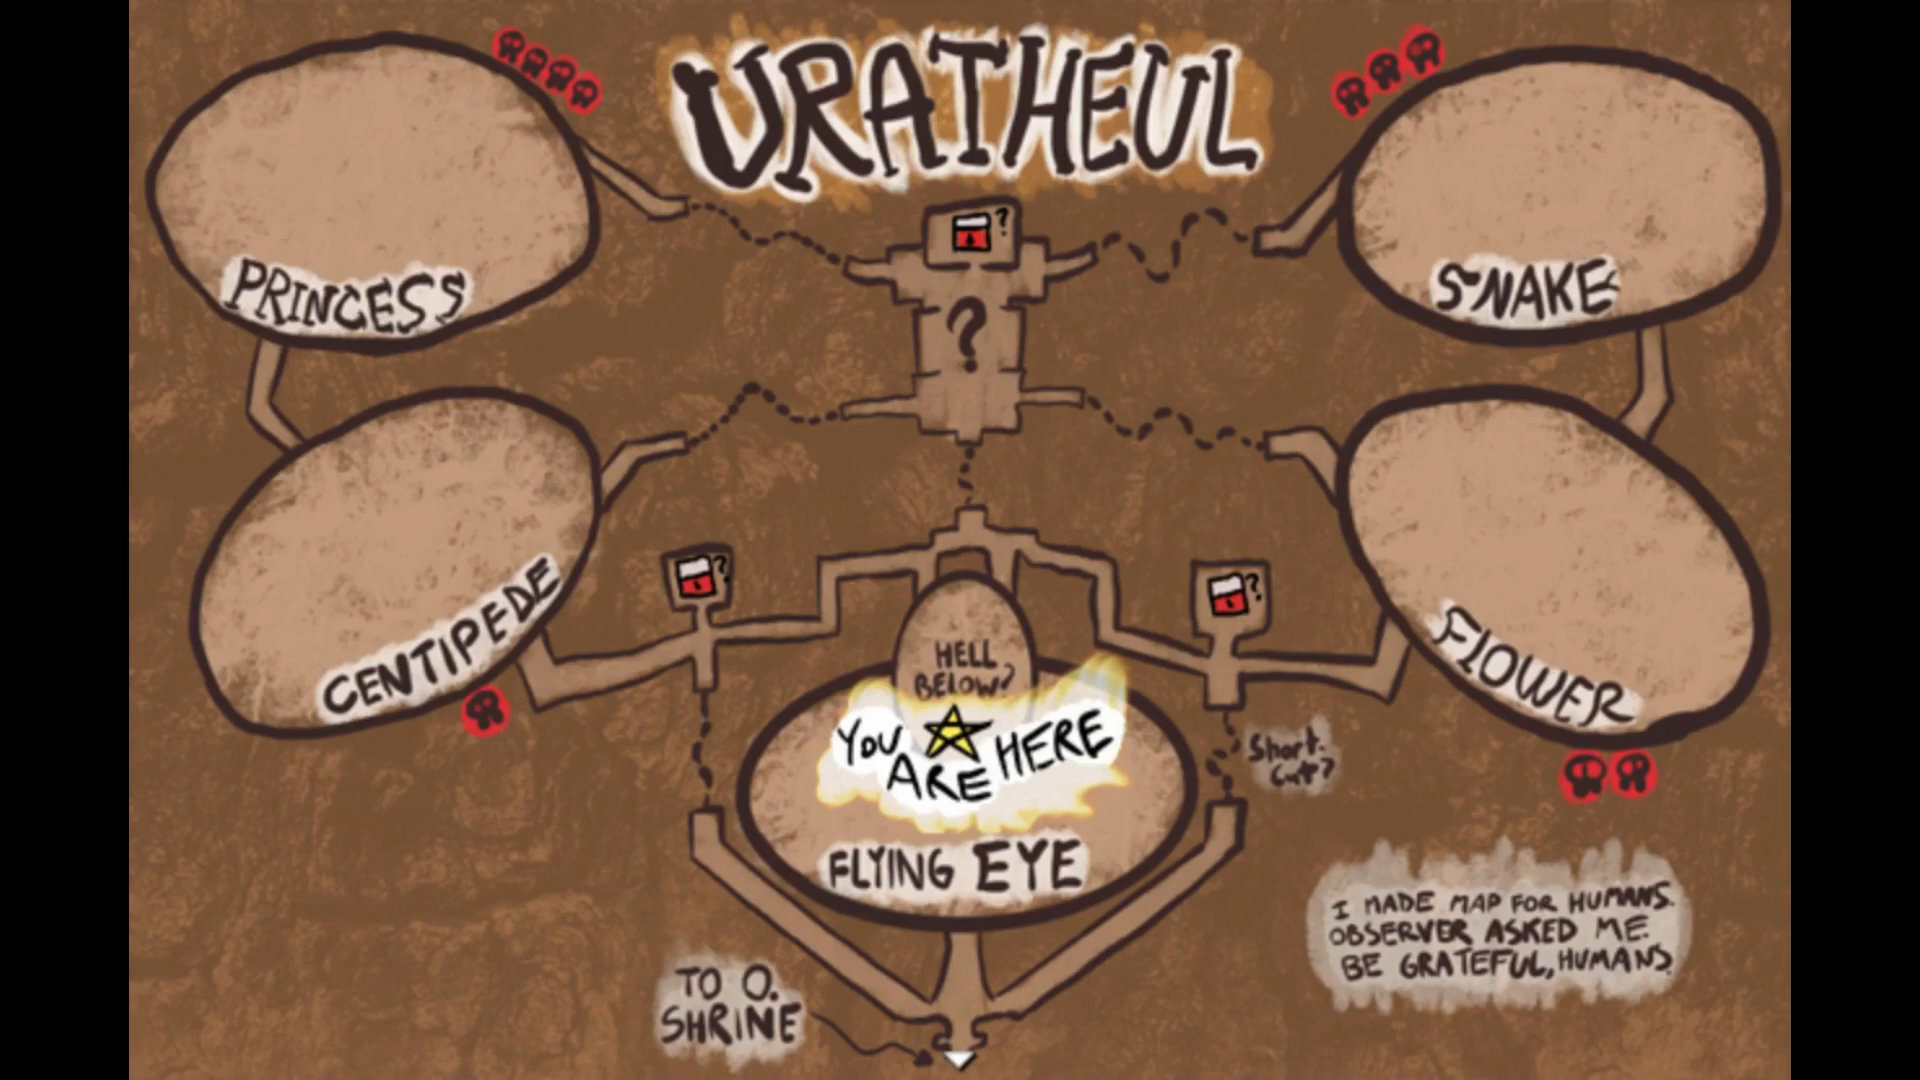 VRATHEUL
?
PRINCESS
SNAKE
?
?
?
CENTIPEDE
HELL
BELOW?
FLOWER
YOU ARE HERE
Short
Cut?
FLYING EYE
I MADE MAP FOR HUMANS.
OBSERVER ASKED ME.
BE GRATEFUL, HUMANS.
TO O.
SHRINE